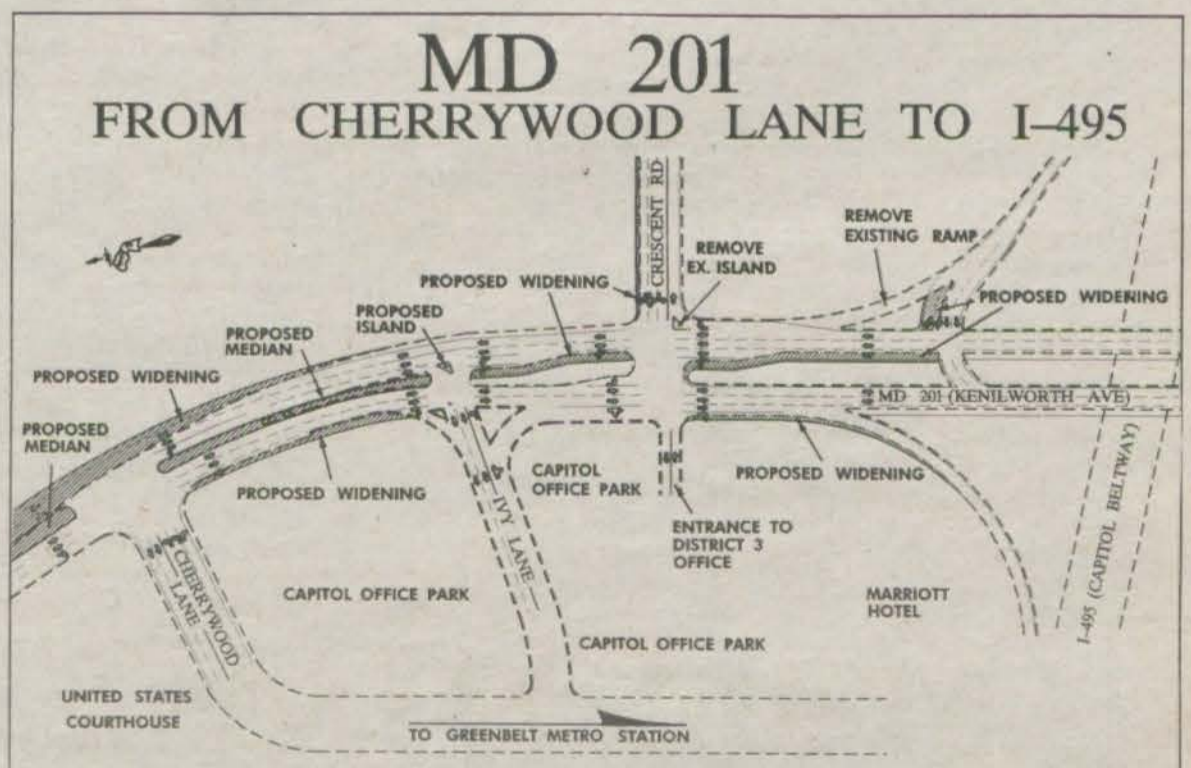 MD 201
FROM CHERRYWOOD LANE TO I–495
CRESCENT RD
REMOVE
EXISTING RAMP
REMOVE
EX. ISLAND
PROPOSED WIDENING
PROPOSED WIDENING
PROPOSED
ISLAND
PROPOSED
MEDIAN
PROPOSED WIDENING
PROPOSED
MEDIAN
MD 201 (KENILWORTH AVE)
PROPOSED WIDENING
CAPITOL
OFFICE PARK
PROPOSED WIDENING
IVY LANE
ENTRANCE TO
DISTRICT 3
OFFICE
CHERRYWOOD
LANE
CAPITOL OFFICE PARK
MARRIOTT
HOTEL
I-495 (CAPITOL BELTWAY)
CAPITOL OFFICE PARK
UNITED STATES
COURTHOUSE
TO GREENBELT METRO STATION